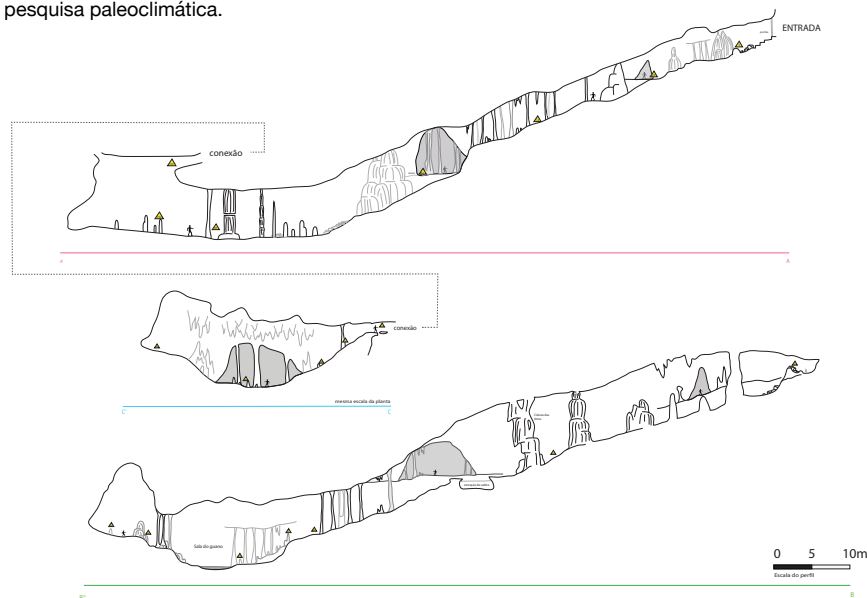 pesquisa paleoclimática.
ENTRADA
conexão
A
conexão
mesma escala da planta
C'
C
Sala do guano
0 5 10m
Escala do perfil
B